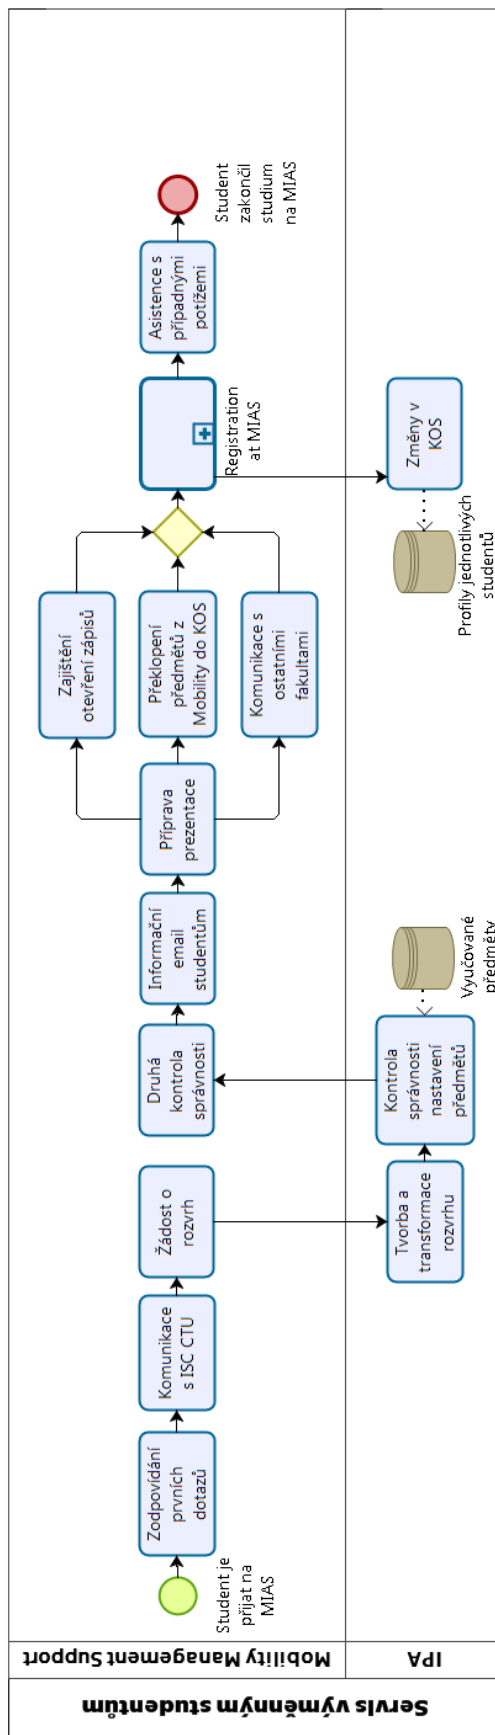 Servis výměnným studentům
Mobility Management Support
IPA
Student je
přijat na
MIAS
Zodpovídání
prvních
dotazů
Komunikace
s ISC CTU
Žádost o
rozvrh
Tvorba a
transformace
rozvrhu
Kontrola
správnosti
nastavení
předmětů
Vyučované
předměty
Druhá
kontrola
správnosti
Informační
email
studentům
Příprava
prezentace
Zajištění
otevření zápisů
Překlopení
předmětů z
Mobility do KOS
Komunikace s
ostatními
fakultami
Registration
at MIAS
Změny v
KOS
Profily jednotlivých
studentů
Asistence s
případnými
potížemi
Student
zakončil
studium
na MIAS